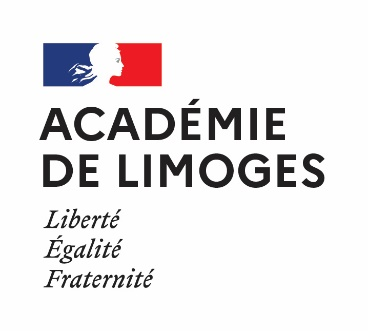 ACADÉMIE
DE LIMOGES
Liberté
Égalité
Fraternité